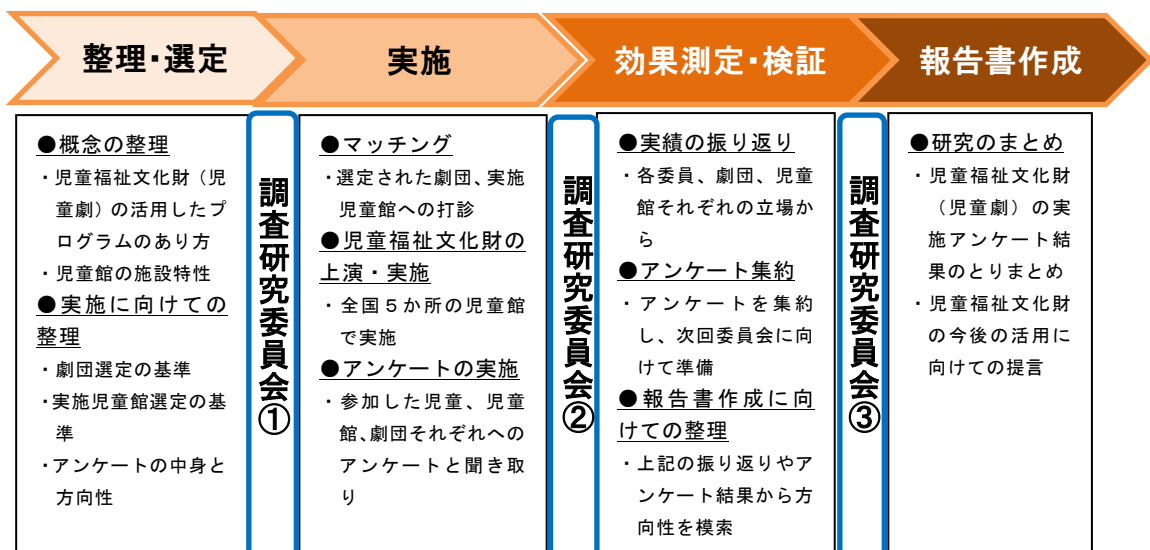 整理・選定
実施
効果測定・検証
報告書作成
●概念の整理
・児童福祉文化財（児
童劇）の活用したプ
ログラムのあり方
・児童館の施設特性
●実施に向けての
整理
・劇団選定の基準
・実施児童館選定の基
準
・アンケートの中身と
方向性
調査研究委員会①
●マッチング
・選定された劇団、実施
児童館への打診
●児童福祉文化財の
上演・実施
・全国５か所の児童館
で実施
●アンケートの実施
・参加した児童、児童
館、劇団それぞれへの
アンケートと聞き取
り
調査研究委員会②
●実績の振り返り
・各委員、劇団、児童
館それぞれの立場か
ら
●アンケート集約
・アンケートを集約
し、次回委員会に向
けて準備
●報告書作成に向
けての整理
・上記の振り返りやア
ンケート結果から方
向性を模索
調査研究委員会③
●研究のまとめ
・児童福祉文化財
（児童劇）の実
施アンケート結
果のとりまとめ
・児童福祉文化財
の今後の活用に
向けての提言